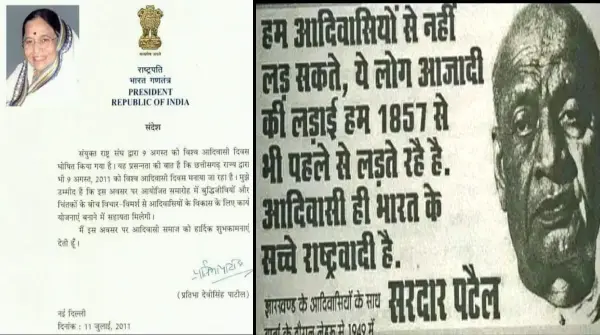 राष्ट्रपति
भारत गणतंत्र
PRESIDENT
REPUBLIC OF INDIA
संदेश
संयुक्त राष्ट्र संघ द्वारा 9 अगस्त को विश्व आदिवासी दिवस
घोषित किया गया है। यह प्रसन्नता की बात है कि छत्तीसगढ़ राज्य द्वारा
भी 9 अगस्त, 2011 को विश्व आदिवासी दिवस मनाया जा रहा है। मुझे
उम्मीद है कि इस अवसर पर आयोजित समारोह में बुद्धिजीवियों और
चिंतकों के बीच विचार-विमर्श से आदिवासियों के विकास के लिए कार्य
योजनाएं बनाने में सहायता मिलेगी।
मैं इस अवसर पर आदिवासी समाज को हार्दिक शुभकामनाएं
देती हूँ।
(प्रतिभा देवीसिंह पाटील)
नई दिल्ली
दिनांक : 11 जुलाई, 2011
हम आदिवासियों से नहीं
लड़ सकते, ये लोग आजादी
की लड़ाई हम 1857 से
भी पहले से लड़ते रहै है.
आदिवासी ही भारत के
सच्चे राष्ट्रवादी है.
झारखण्ड के आदिवासियों के साथ
सरदार पटैल
1949 में